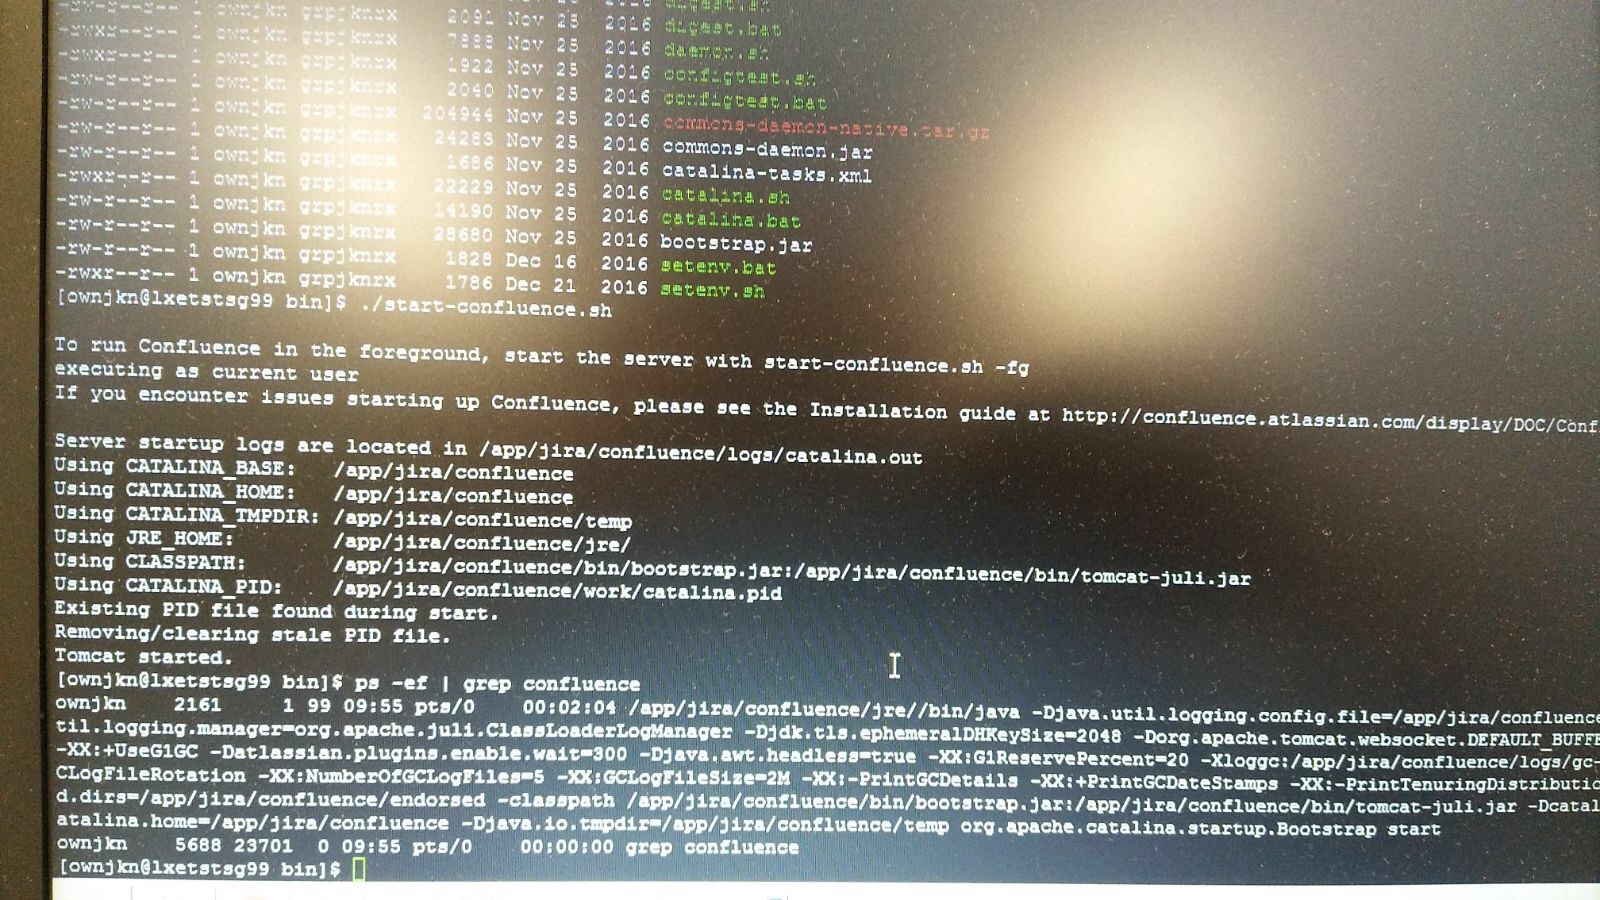 digest.sh
2091 Nov 25 2016 digest.bat
-rwxr--r-- 1 ownjkn grpjknrx 7888 Nov 25 2016 daemon.sh
-rwxr--r-- 1 ownjkn grpjknrx 1922 Nov 25 2016 configtest.sh
-rw-r--r-- 1 ownjkn grpjknrx 2040 Nov 25 2016 configtest.bat
-rw-r--r-- 1 ownjkn grpjknrx 204944 Nov 25 2016 commons-daemon-native.tar.gz
-rw-r--r-- 1 ownjkn grpjknrx 24283 Nov 25 2016 commons-daemon.jar
-rw-r--r-- 1 ownjkn grpjknrx 1686 Nov 25 2016 catalina-tasks.xml
-rwxr--r-- 1 ownjkn grpjknrx 22229 Nov 25 2016 catalina.sh
-rw-r--r-- 1 ownjkn grpjknrx 14190 Nov 25 2016 catalina.bat
-rw-r--r-- 1 ownjkn grpjknrx 28680 Nov 25 2016 bootstrap.jar
-rw-r--r-- 1 ownjkn grpjknrx 1828 Dec 16 2016 setenv.bat
-rwxr--r-- 1 ownjkn grpjknrx 1786 Dec 21 2016 setenv.sh
[ownjkn@lxetstsg99 bin]$ ./start-confluence.sh
To run Confluence in the foreground, start the server with start-confluence.sh -fg
executing as current user
If you encounter issues starting up Confluence, please see the Installation guide at http://confluence.atlassian.com/display/DOC/Conf
Server startup logs are located in /app/jira/confluence/logs/catalina.out
Using CATALINA_BASE: /app/jira/confluence
Using CATALINA_HOME: /app/jira/confluence
Using CATALINA_TMPDIR: /app/jira/confluence/temp
Using JRE_HOME: /app/jira/confluence/jre/
Using CLASSPATH: /app/jira/confluence/bin/bootstrap.jar:/app/jira/confluence/bin/tomcat-juli.jar
Using CATALINA_PID: /app/jira/confluence/work/catalina.pid
Existing PID file found during start.
Removing/clearing stale PID file.
Tomcat started.
[ownjkn@lxetstsg99 bin]$ ps -ef | grep confluence
ownjkn 2161 1 99 09:55 pts/0 00:02:04 /app/jira/confluence/jre//bin/java -Djava.util.logging.config.file=/app/jira/confluence
til.logging.manager=org.apache.juli.ClassLoaderLogManager -Djdk.tls.ephemeralDHKeySize=2048 -Dorg.apache.tomcat.websocket.DEFAULT_BUFFE
-XX:+UseG1GC -Datlassian.plugins.enable.wait=300 -Djava.awt.headless=true -XX:G1ReservePercent=20 -Xloggc:/app/jira/confluence/logs/gc-
CLogFileRotation -XX:NumberOfGCLogFiles=5 -XX:GCLogFileSize=2M -XX:-PrintGCDetails -XX:+PrintGCDateStamps -XX:-PrintTenuringDistributio
d.dirs=/app/jira/confluence/endorsed -classpath /app/jira/confluence/bin/bootstrap.jar:/app/jira/confluence/bin/tomcat-juli.jar -Dcatal
atalina.home=/app/jira/confluence -Djava.io.tmpdir=/app/jira/confluence/temp org.apache.catalina.startup.Bootstrap start
ownjkn 5688 23701 0 09:55 pts/0 00:00:00 grep confluence
[ownjkn@lxetstsg99 bin]$